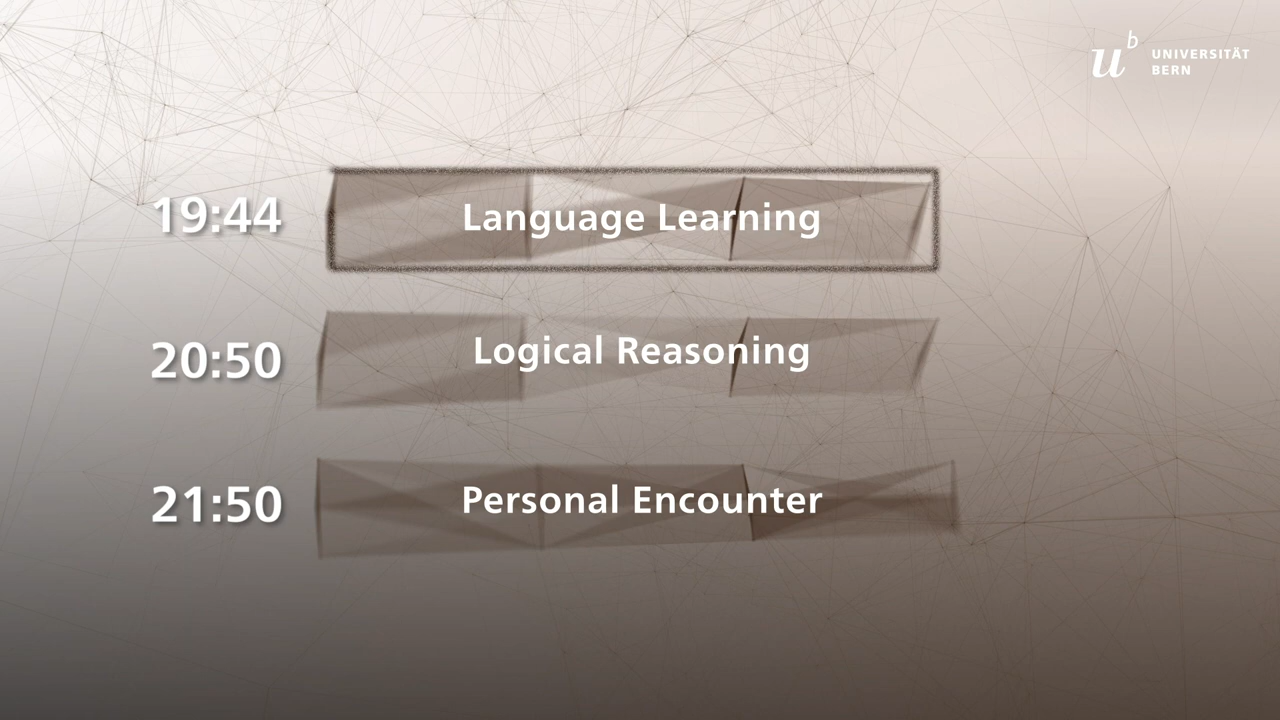 u b UNIVERSITÄT
BERN
19:44 Language Learning
20:50 Logical Reasoning
21:50 Personal Encounter